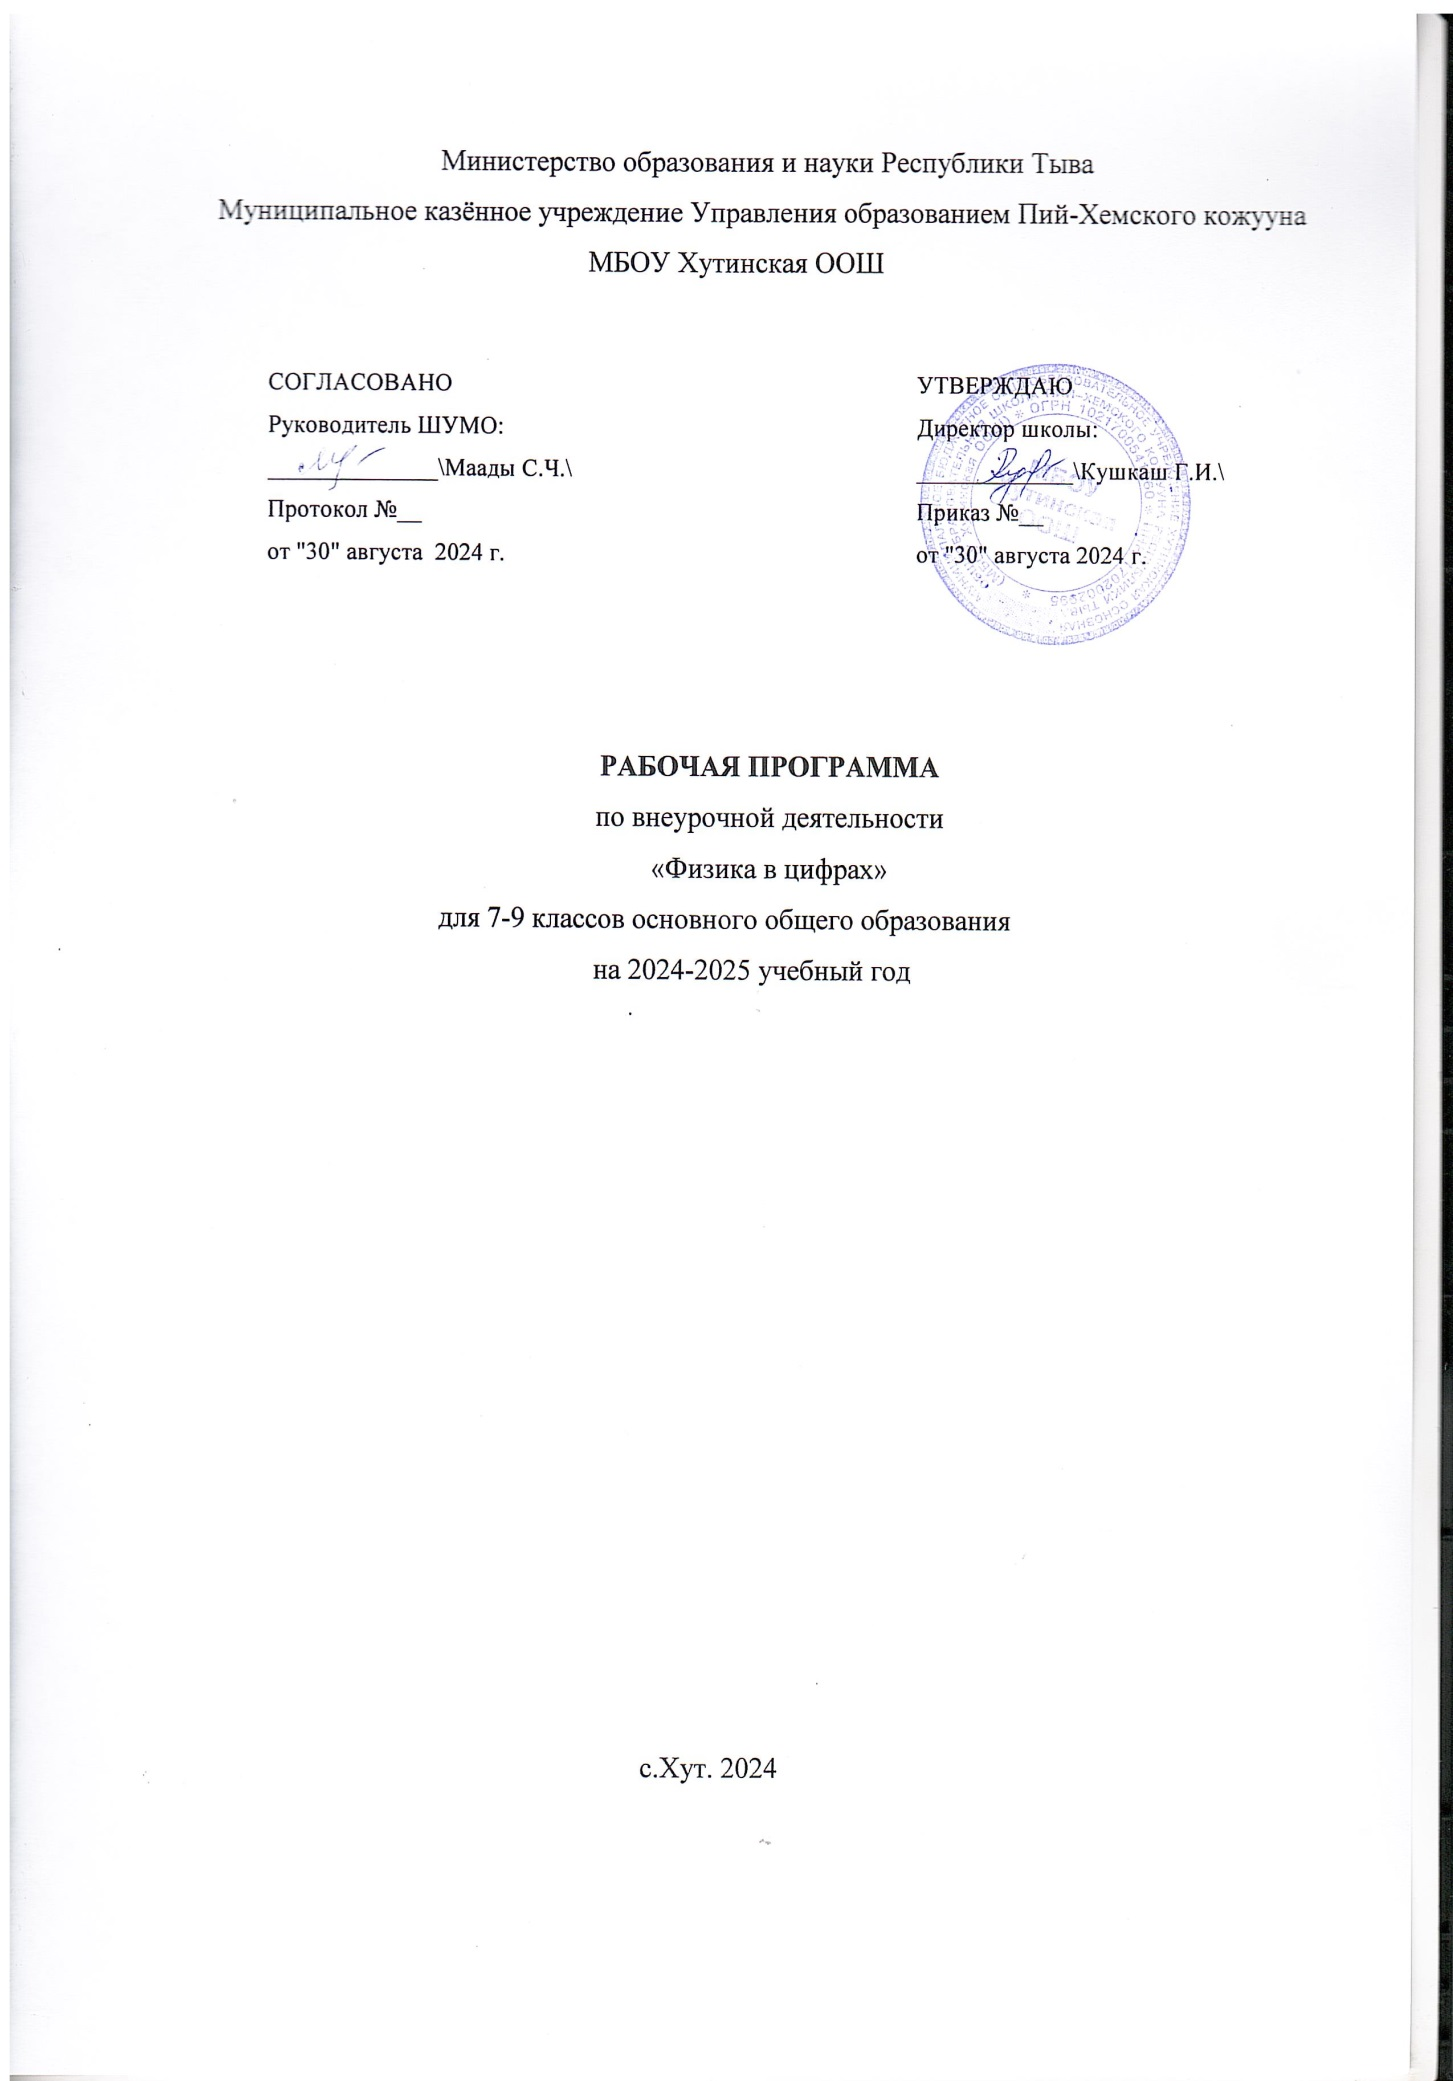 Министерство образования и науки Республики Тыва
Муниципальное казённое учреждение Управления образованием Пий-Хемского кожууна
МБОУ Хутинская ООШ
СОГЛАСОВАНО
Руководитель ШУМО:
______________\Маады С.Ч.\
Протокол №__
от "30" августа 2024 г.
УТВЕРЖДАЮ
Директор школы:
_____________\Кушкаш Г.И.\
Приказ №__
от "30" августа 2024 г.
РАБОЧАЯ ПРОГРАММА
по внеурочной деятельности
«Физика в цифрах»
для 7-9 классов основного общего образования
на 2024-2025 учебный год
с.Хут. 2024